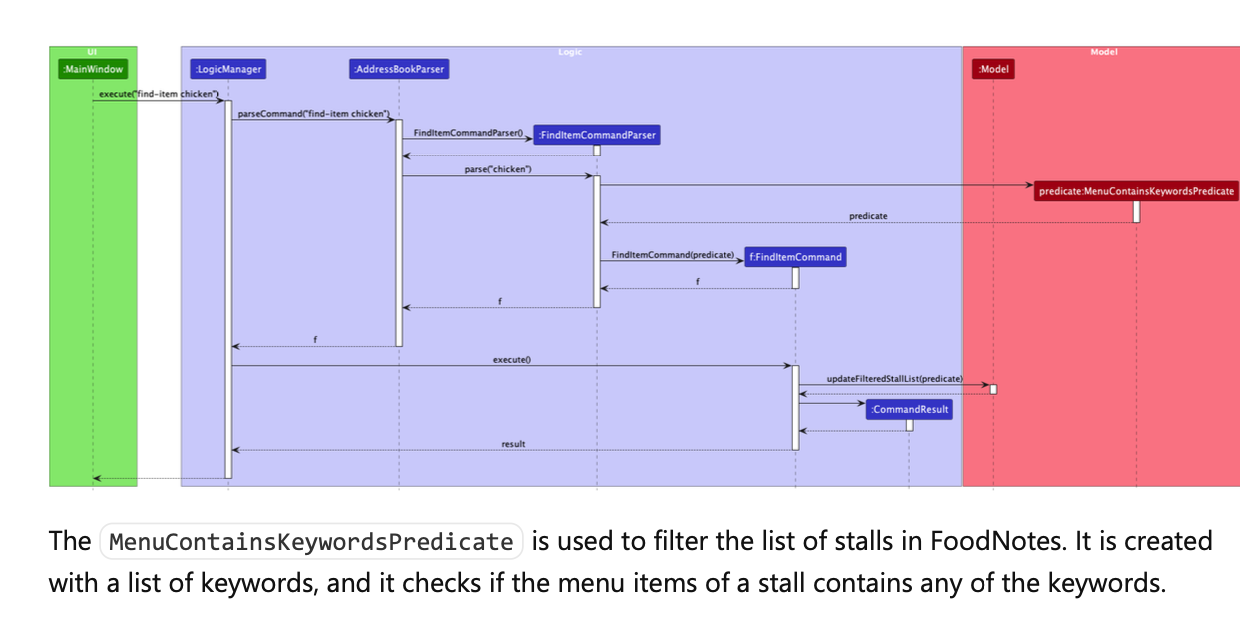 UI
Logic
Model
:MainWindow
:LogicManager
:AddressBookParser
:Model
execute("find-item chicken")
parseCommand("find-item chicken")
FindItemCommandParser()
:FindItemCommandParser
parse("chicken")
predicate:MenuContainsKeywordsPredicate
predicate
FindItemCommand(predicate)
f:FindItemCommand
f
f
f
execute()
updateFilteredStallList(predicate)
:CommandResult
result
The MenuContainsKeywordsPredicate is used to filter the list of stalls in FoodNotes. It is created
with a list of keywords, and it checks if the menu items of a stall contains any of the keywords.